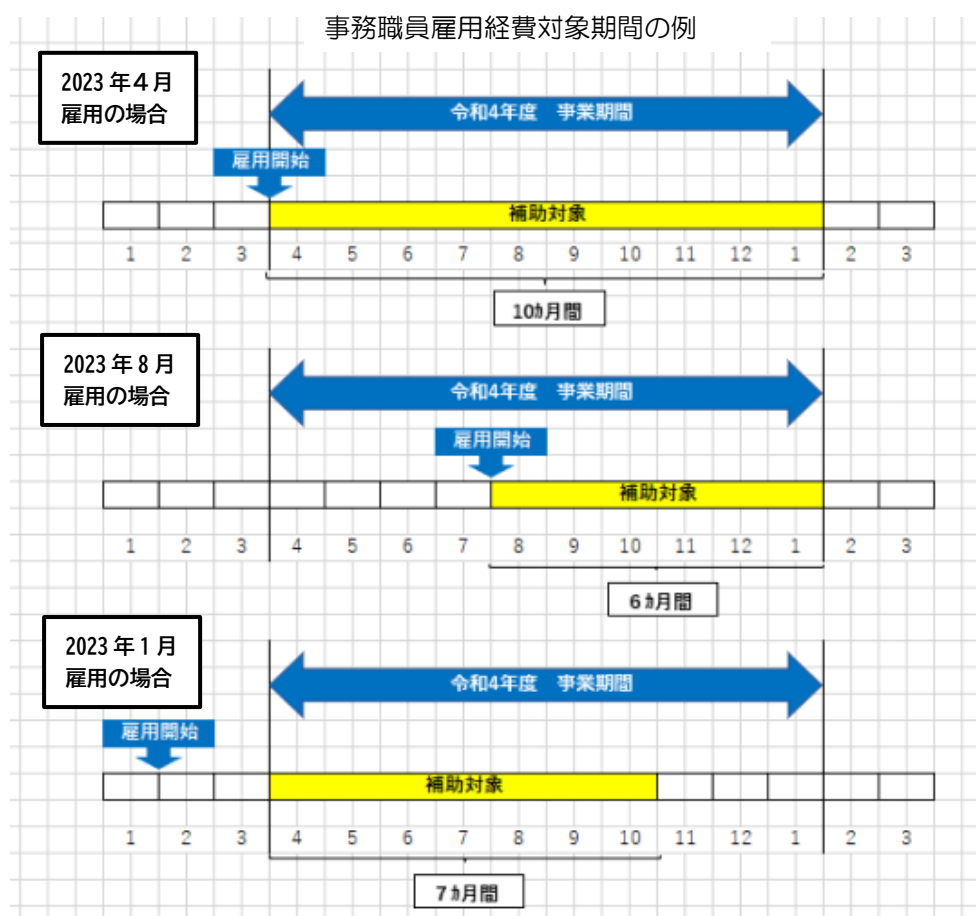 事務職員雇用経費対象期間の例
2023年４月
雇用の場合
令和4年度　事業期間
雇用開始
補助対象
1 2 3 4 5 6 7 8 9 10 11 12 1 2 3
10ｶ月間
2023年8月
雇用の場合
令和4年度　事業期間
雇用開始
補助対象
1 2 3 4 5 6 7 8 9 10 11 12 1 2 3
６ｶ月間
2023年1月
雇用の場合
令和4年度　事業期間
雇用開始
補助対象
1 2 3 4 5 6 7 8 9 10 11 12 1 2 3
７ｶ月間